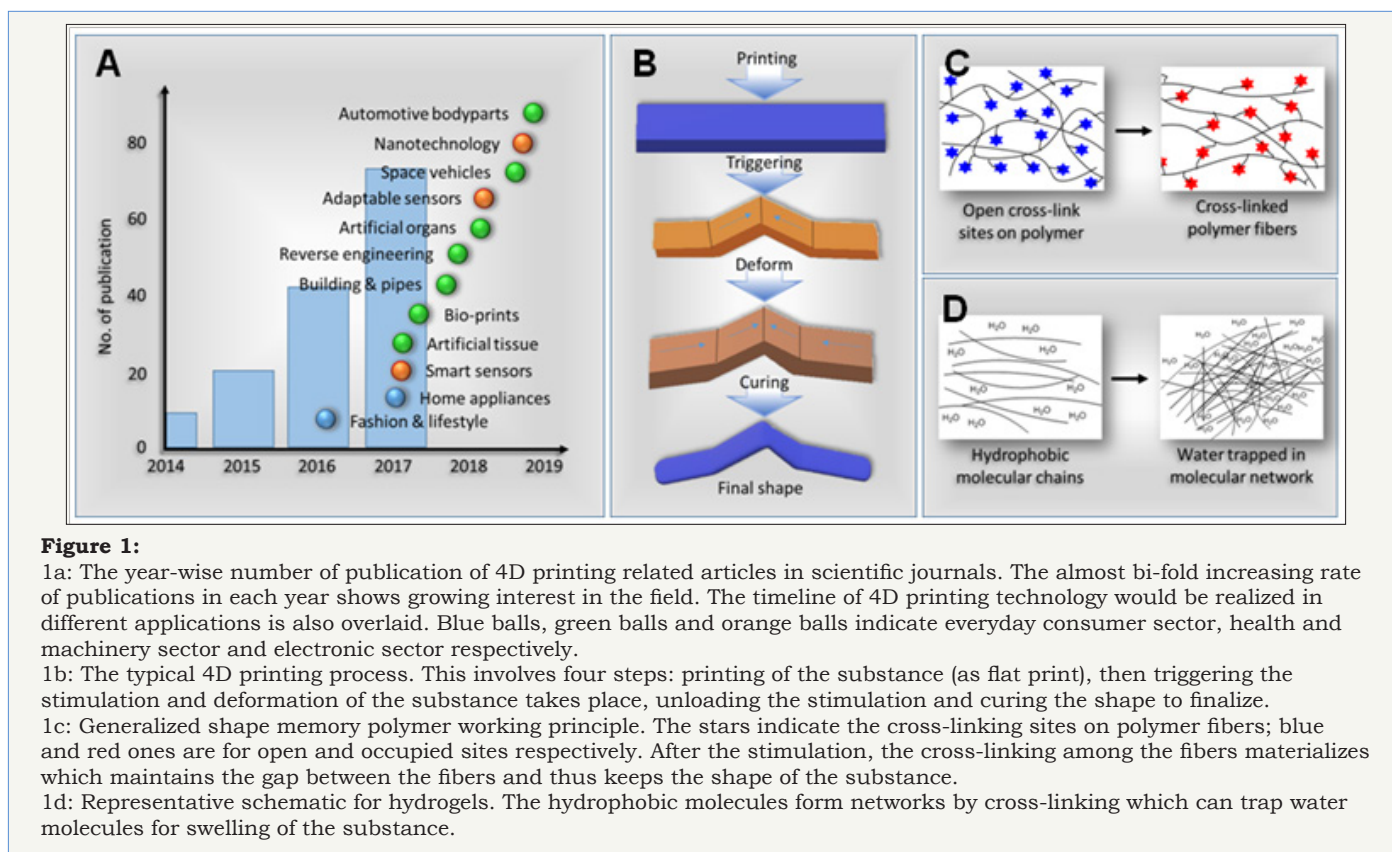 A
No. of publication
80
60
40
20
0
2014
2015
2016
2017
2018
2019
Automotive bodyparts
Nanotechnology
Space vehicles
Adaptable sensors
Artificial organs
Reverse engineering
Building & pipes
Bio-prints
Artificial tissue
Smart sensors
Home appliances
Fashion & lifestyle
B
Printing
Triggering
Deform
Curing
Final shape
C
Open cross-link
sites on polymer
Cross-linked
polymer fibers
D
H₂O
H₂O
H₂O
H₂O
H₂O
H₂O
H₂O
H₂O
H₂O
H₂O
Hydrophobic
molecular chains
Water trapped in
molecular network
Figure 1:
1a: The year-wise number of publication of 4D printing related articles in scientific journals. The almost bi-fold increasing rate
of publications in each year shows growing interest in the field. The timeline of 4D printing technology would be realized in
different applications is also overlaid. Blue balls, green balls and orange balls indicate everyday consumer sector, health and
machinery sector and electronic sector respectively.
1b: The typical 4D printing process. This involves four steps: printing of the substance (as flat print), then triggering the
stimulation and deformation of the substance takes place, unloading the stimulation and curing the shape to finalize.
1c: Generalized shape memory polymer working principle. The stars indicate the cross-linking sites on polymer fibers; blue
and red ones are for open and occupied sites respectively. After the stimulation, the cross-linking among the fibers materializes
which maintains the gap between the fibers and thus keeps the shape of the substance.
1d: Representative schematic for hydrogels. The hydrophobic molecules form networks by cross-linking which can trap water
molecules for swelling of the substance.